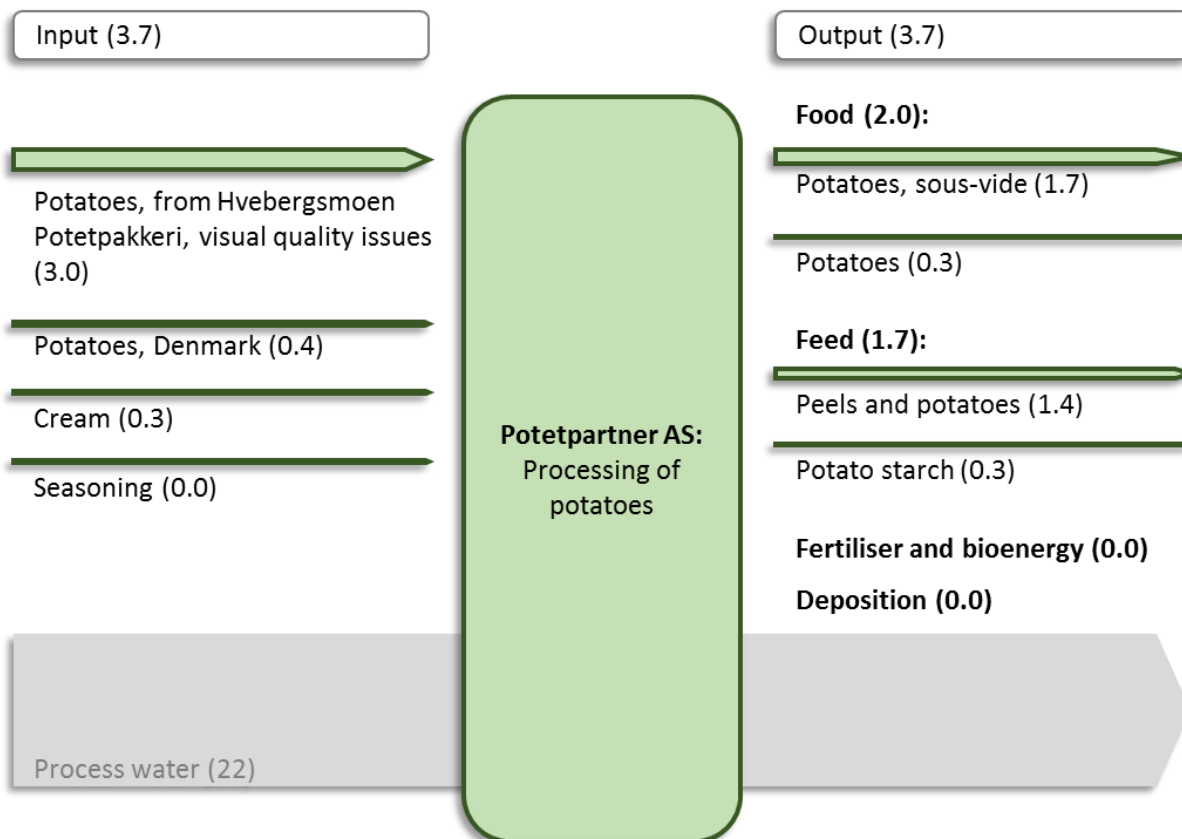 Input (3.7)
Potatoes, from Hvebergsmoen
Potetpakkeri, visual quality issues
(3.0)
Potatoes, Denmark (0.4)
Cream (0.3)
Seasoning (0.0)
Process water (22)
Potetpartner AS:
Processing of
potatoes
Output (3.7)
Food (2.0):
Potatoes, sous-vide (1.7)
Potatoes (0.3)
Feed (1.7):
Peels and potatoes (1.4)
Potato starch (0.3)
Fertiliser and bioenergy (0.0)
Deposition (0.0)